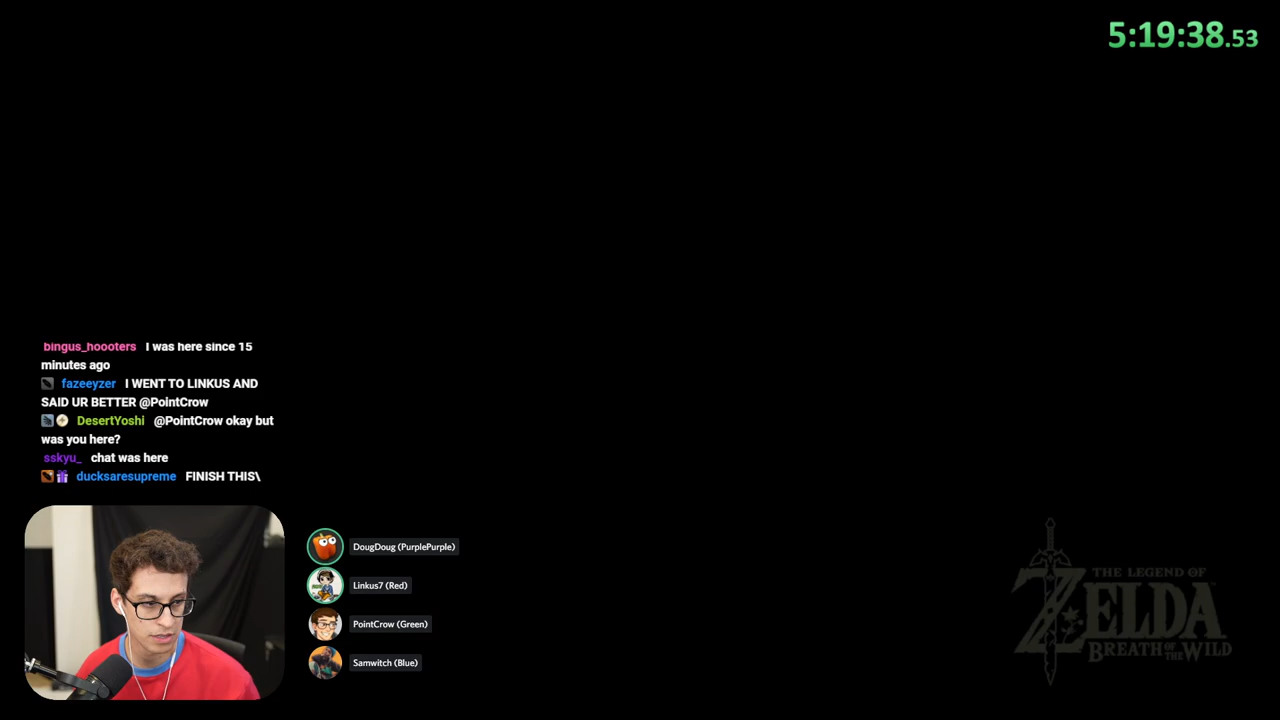 5:19:38.53
bingus_hoooters I was here since 15
minutes ago
fazeeyzer I WENT TO LINKUS AND
SAID UR BETTER @PointCrow
DesertYoshi @PointCrow okay but
was you here?
sskyu_ chat was here
ducksaresupreme FINISH THIS\
DougDoug (PurplePurple)
Linkus7 (Red)
PointCrow (Green)
Samwitch (Blue)
THE LEGEND OF
ZELDA
BREATH OF THE WILD